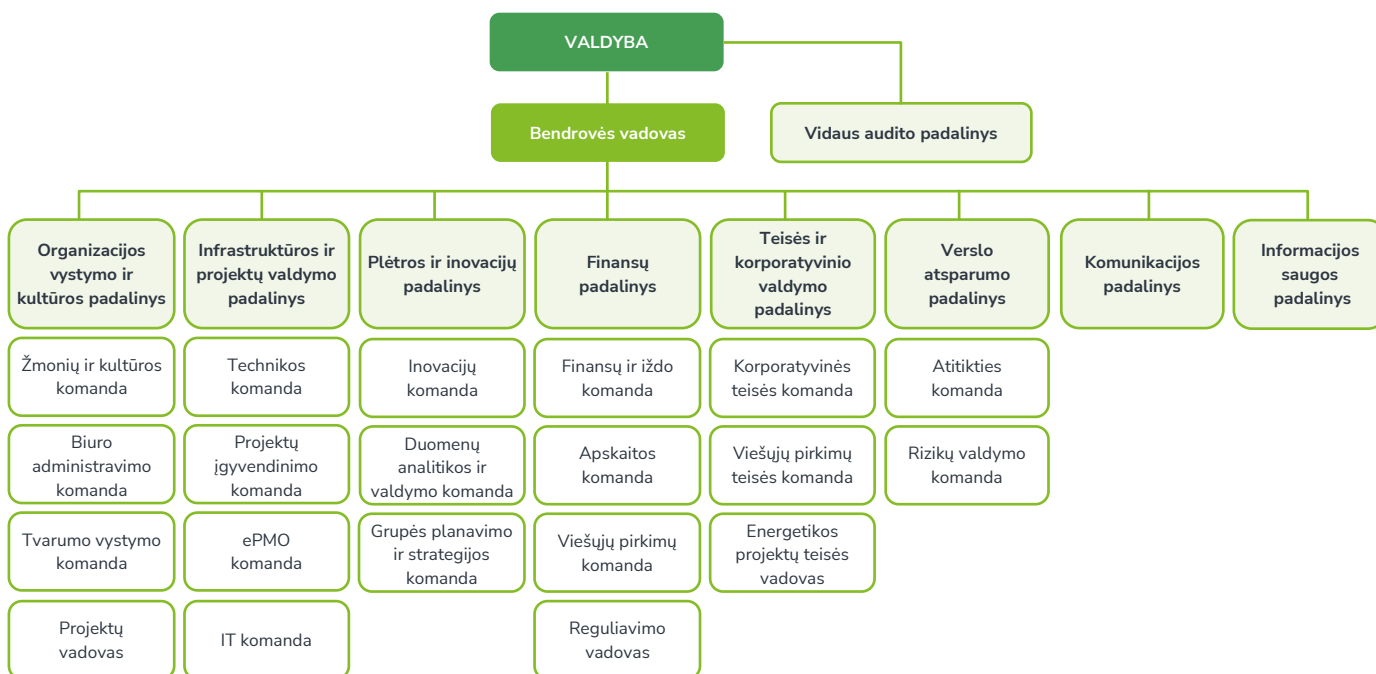 VALDYBA
Bendrovės vadovas
Vidaus audito padalinys
Organizacijos
vystymo ir
kultūros padalinys
Infrastruktūros ir
projektų valdymo
padalinys
Plėtros ir inovacijų
padalinys
Finansų
padalinys
Teisės ir
korporatyvinio
valdymo
padalinys
Verslo
atsparumo
padalinys
Komunikacijos
padalinys
Informacijos
saugos
padalinys
Žmonių ir kultūros
komanda
Technikos
komanda
Inovacijų
komanda
Finansų ir iždo
komanda
Korporatyvinės
teisės komanda
Atitikties
komanda
Biuro
administravimo
komanda
Projektų
įgyvendinimo
komanda
Duomenų
analitikos ir
valdymo komanda
Apskaitos
komanda
Viešųjų pirkimų
teisės komanda
Rizikų valdymo
komanda
Tvarumo vystymo
komanda
ePMO
komanda
Grupės planavimo
ir strategijos
komanda
Viešųjų pirkimų
komanda
Energetikos
projektų teisės
vadovas
Projektų
vadovas
IT komanda
Reguliavimo
vadovas